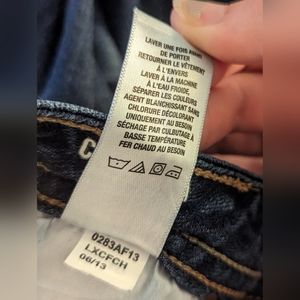 LAVER UNE FOIS AVANT
DE PORTER
RETOURNER LE VÊTEMENT
À L'ENVERS
LAVER À LA MACHINE
À L'EAU FROIDE,
SÉPARER LES COULEURS
AGENT BLANCHISSANT SANS
CHLORURE DÉCOLORANT
UNIQUEMENT AU BESOIN
SÉCHAGE PAR CULBUTAGE À
BASSE TEMPÉRATURE
FER CHAUD AU BESOIN
C
0283AF13
LXCFCH
06/13